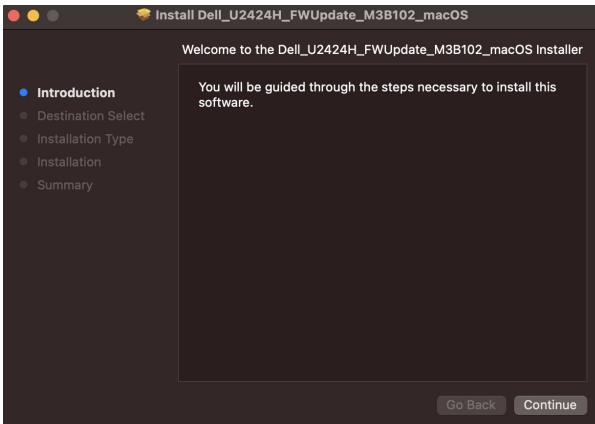 Install Dell_U2424H_FWUpdate_M3B102_macOS
Welcome to the Dell_U2424H_FWUpdate_M3B102_macOS Installer
Introduction
Destination Select
Installation Type
Installation
Summary
You will be guided through the steps necessary to install this
software.
Go Back
Continue